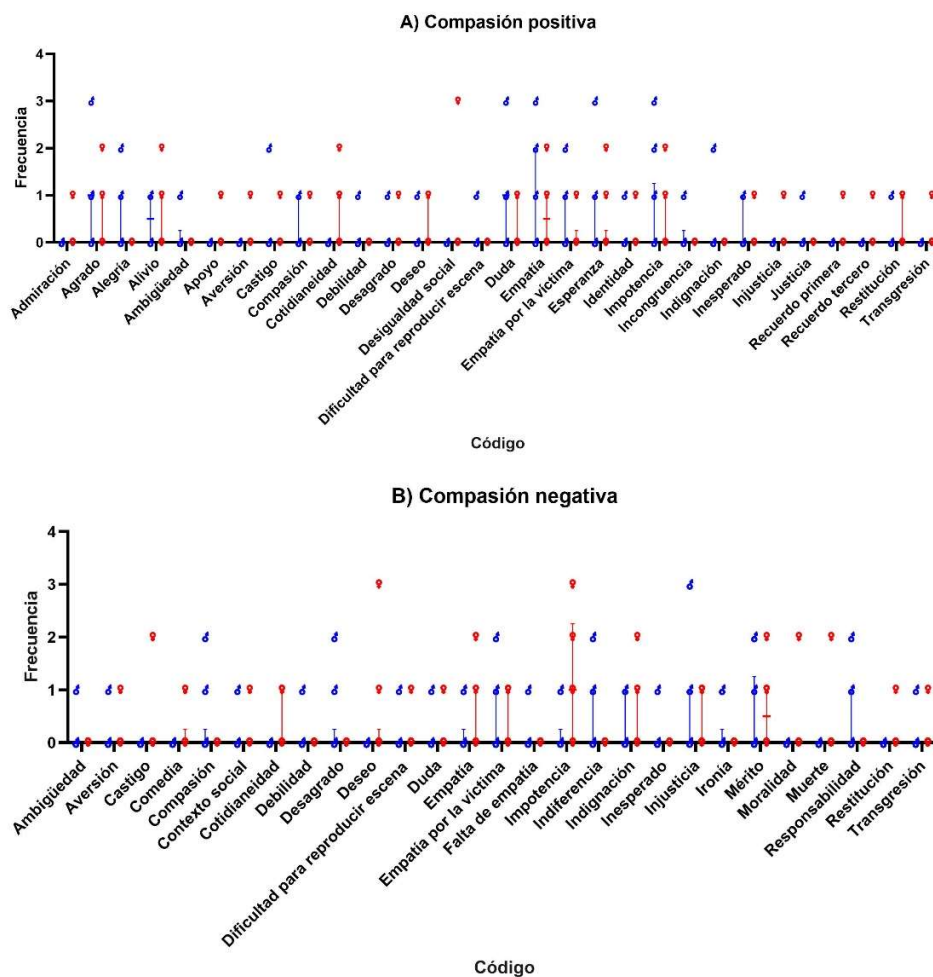 A) Compasión positiva
Frecuencia
4
3
2
1
0
Admiración
Agrado
Alegría
Alivio
Ambigüedad
Apoyo
Aversión
Castigo
Compasión
Cotidianeidad
Debilidad
Desagrado
Deseo
Desigualdad social
Dificultad para reproducir escena
Duda
Empatía
Empatía por la víctima
Esperanza
Identidad
Impotencia
Incongruencia
Indignación
Inesperado
Injusticia
Justicia
Recuerdo primera
Recuerdo tercero
Restitución
Transgresión
Código
B) Compasión negativa
Frecuencia
4
3
2
1
0
Ambigüedad
Aversión
Castigo
Comedia
Compasión
Contexto social
Cotidianeidad
Debilidad
Desagrado
Deseo
Dificultad para reproducir escena
Duda
Empatía
Empatía por la víctima
Falta de empatía
Impotencia
Indiferencia
Indignación
Inesperado
Injusticia
Ironía
Mérito
Moralidad
Muerte
Responsabilidad
Restitución
Transgresión
Código